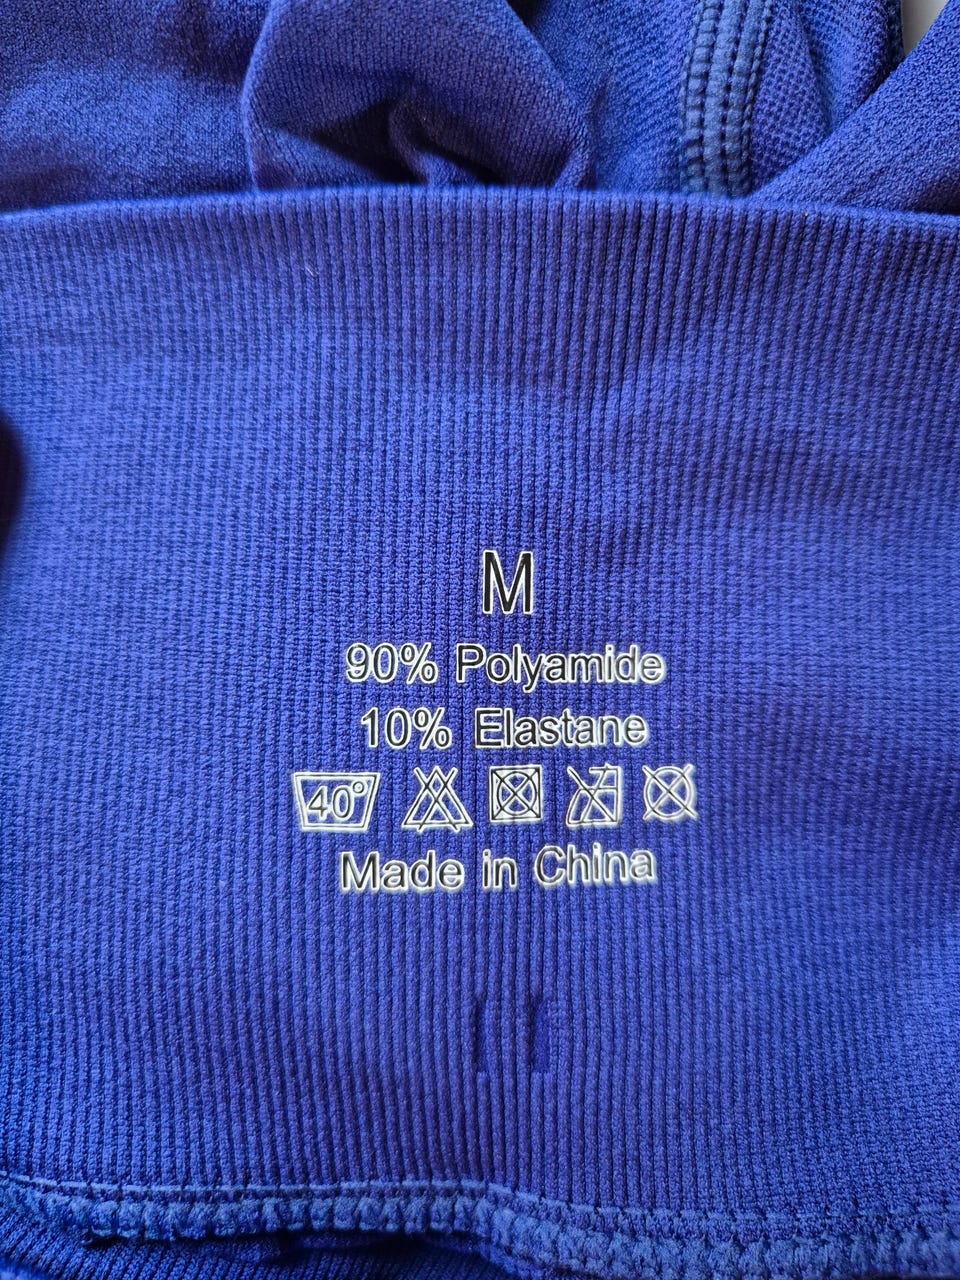 M
90% Polyamide
10% Elastane
40°
Made in China